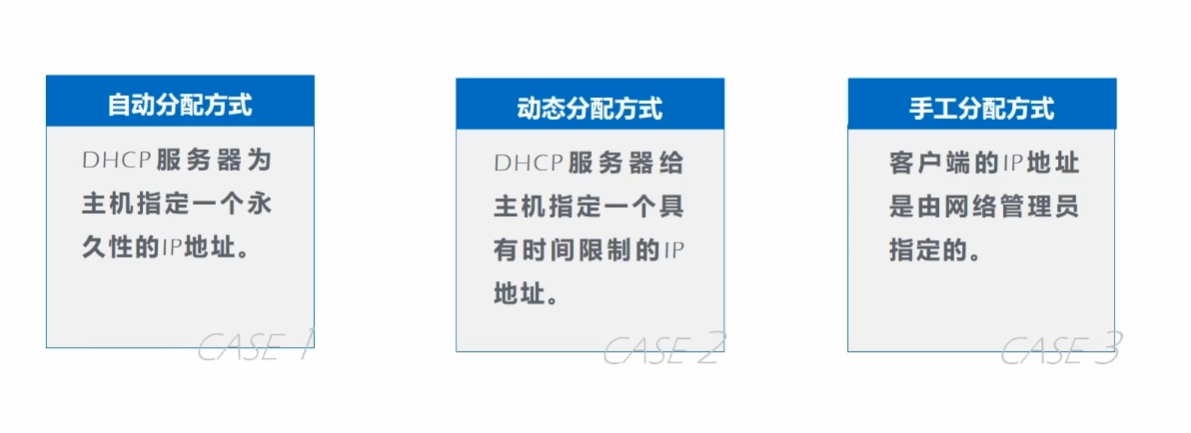 自动分配方式
DHCP服务器为
主机指定一个永
久性的IP地址。
CASE 1
动态分配方式
DHCP服务器给
主机指定一个具
有时间限制的IP
地址。
CASE 2
手工分配方式
客户端的IP地址
是由网络管理员
指定的。
CASE 3